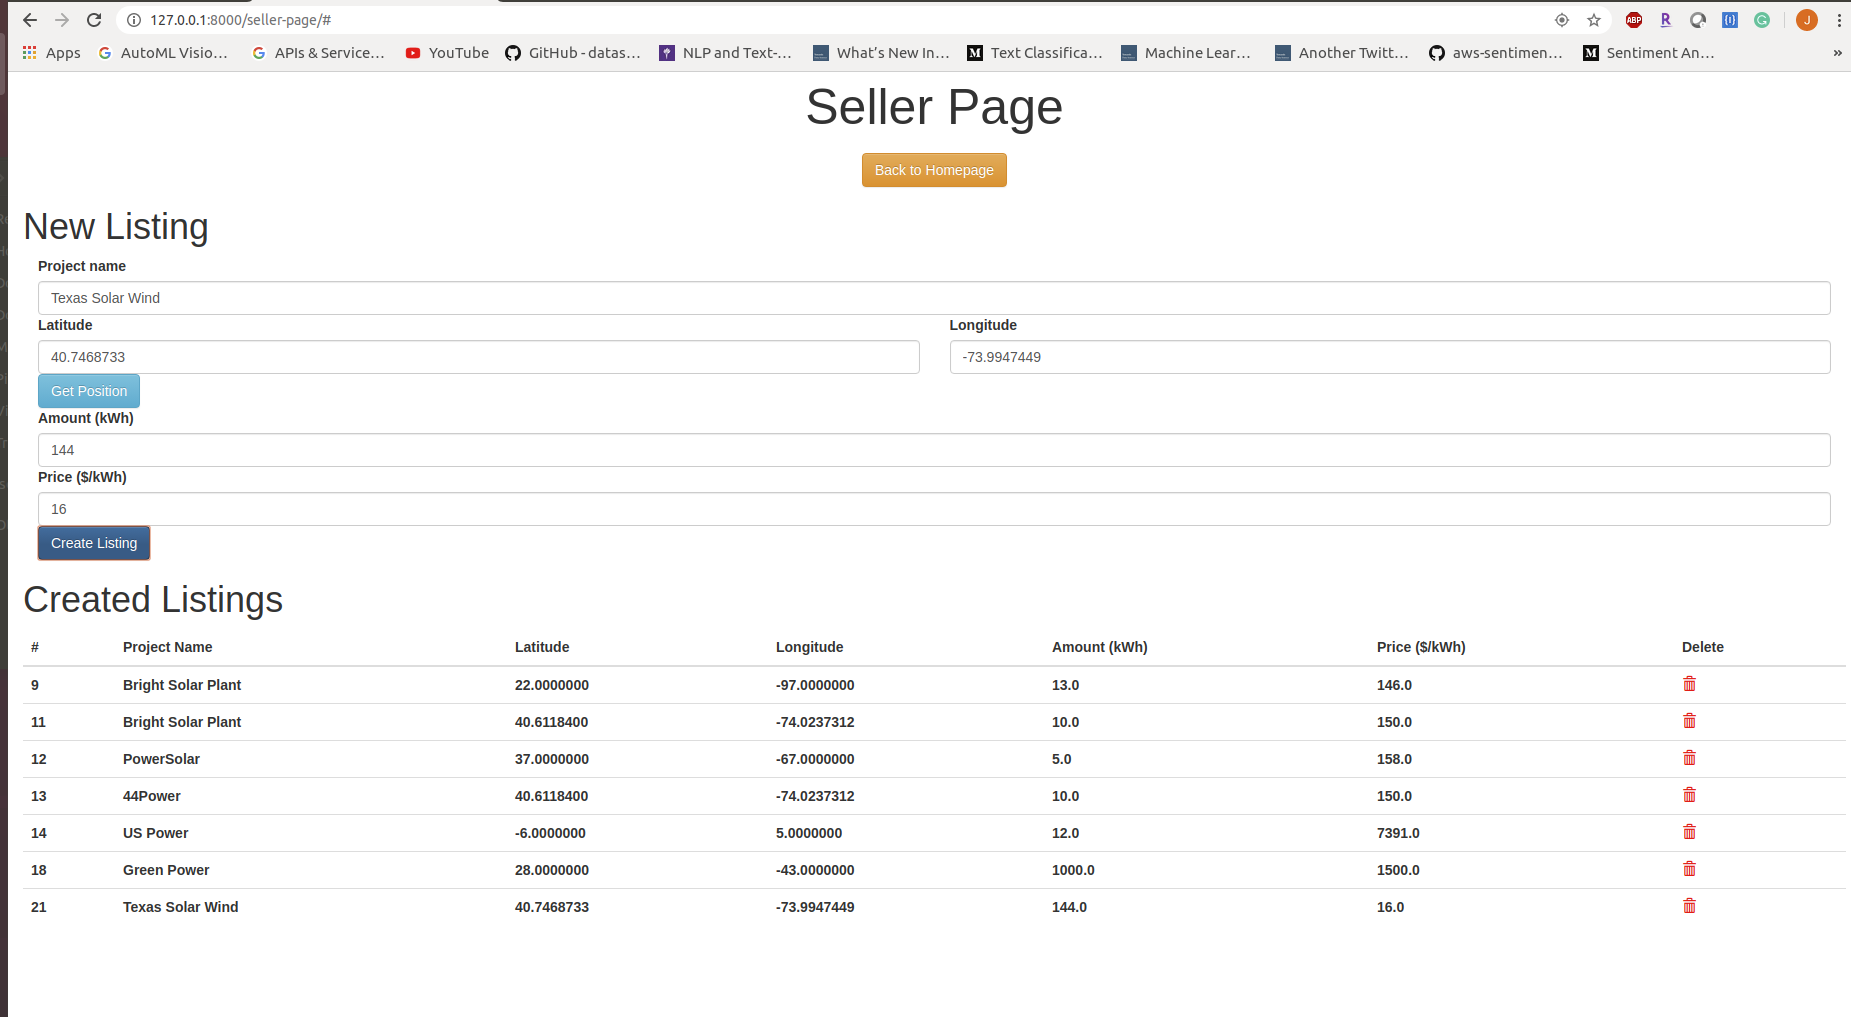 127.0.0.1:8000/seller-page/#
ABP R J
Apps AutoML Visio... APIs & Service... YouTube GitHub - datas... NLP and Text-... What's New In... Text Classifica... Machine Lear... Another Twitt... aws-sentimen... Sentiment An... »
Seller Page
Back to Homepage
New Listing
Project name
Texas Solar Wind
Latitude Longitude
40.7468733 -73.9947449
Get Position
Amount (kWh)
144
Price ($/kWh)
16
Create Listing
Created Listings
# Project Name Latitude Longitude Amount (kWh) Price ($/kWh) Delete
9 Bright Solar Plant 22.0000000 -97.0000000 13.0 146.0
11 Bright Solar Plant 40.6118400 -74.0237312 10.0 150.0
12 PowerSolar 37.0000000 -67.0000000 5.0 158.0
13 44Power 40.6118400 -74.0237312 10.0 150.0
14 US Power -6.0000000 5.0000000 12.0 7391.0
18 Green Power 28.0000000 -43.0000000 1000.0 1500.0
21 Texas Solar Wind 40.7468733 -73.9947449 144.0 16.0